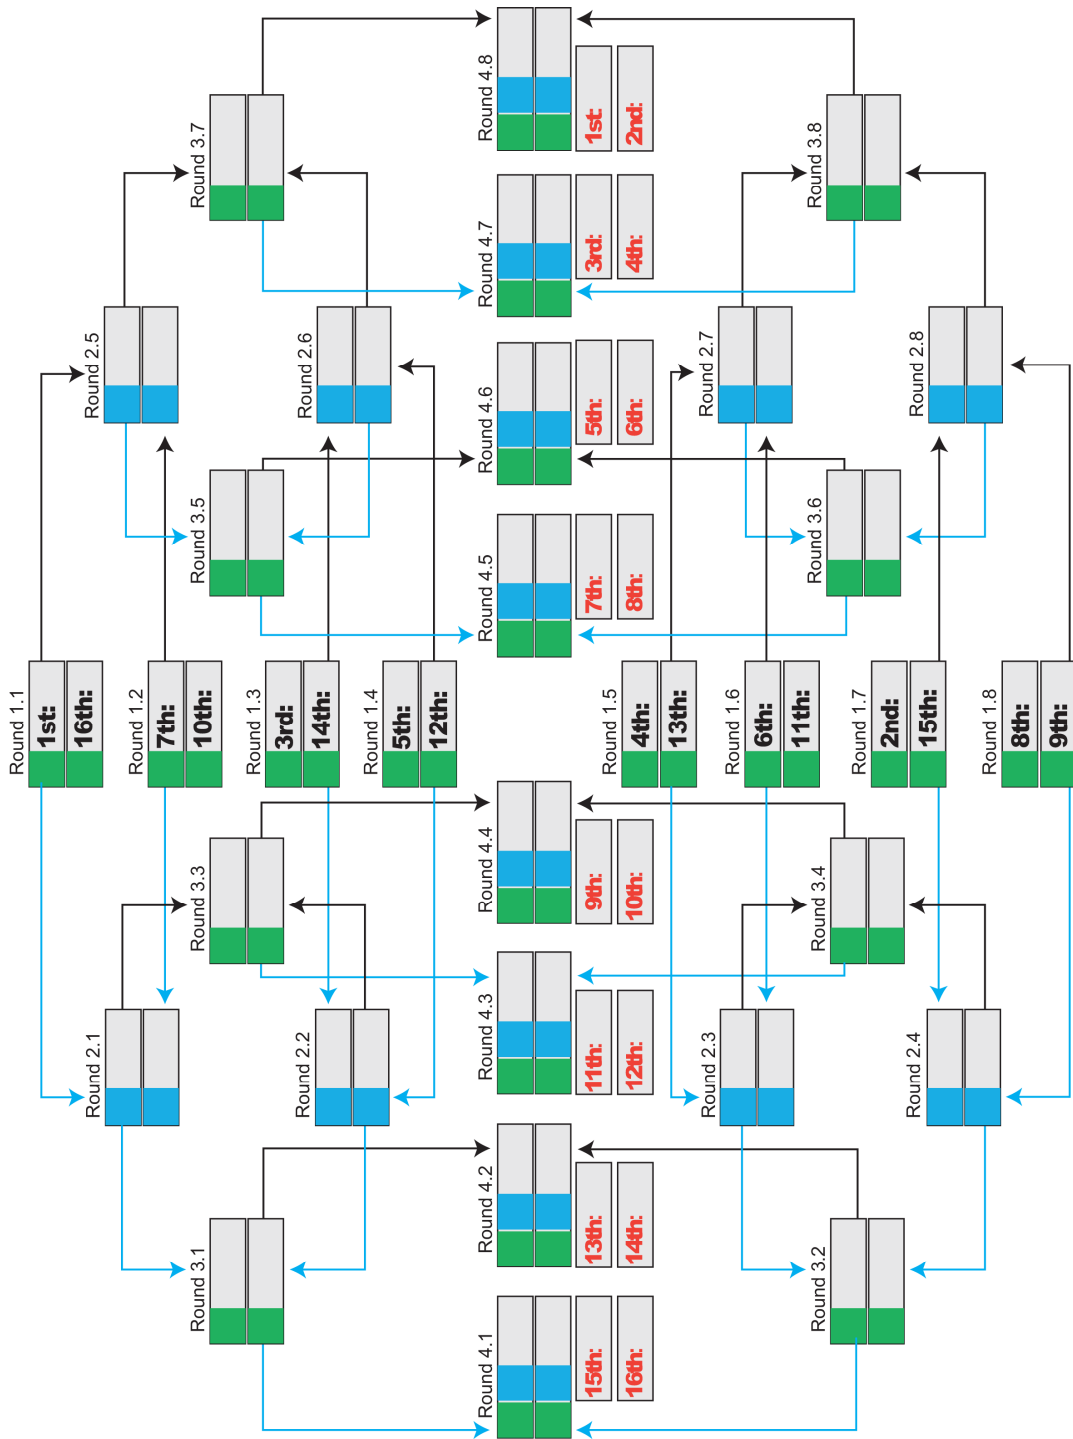 Round 1.1
1st:
16th:
Round 2.1
Round 2.5
Round 1.2
7th:
10th:
Round 3.1
Round 3.3
Round 3.5
Round 3.7
Round 1.3
3rd:
14th:
Round 2.2
Round 2.6
Round 1.4
5th:
12th:
Round 4.1
15th:
16th:
Round 4.2
13th:
14th:
Round 4.3
11th:
12th:
Round 4.4
9th:
10th:
Round 4.5
7th:
8th:
Round 4.6
5th:
6th:
Round 4.7
3rd:
4th:
Round 4.8
1st:
2nd:
Round 1.5
4th:
13th:
Round 2.3
Round 2.7
Round 1.6
6th:
11th:
Round 3.2
Round 3.4
Round 3.6
Round 3.8
Round 1.7
2nd:
15th:
Round 2.4
Round 2.8
Round 1.8
8th:
9th: